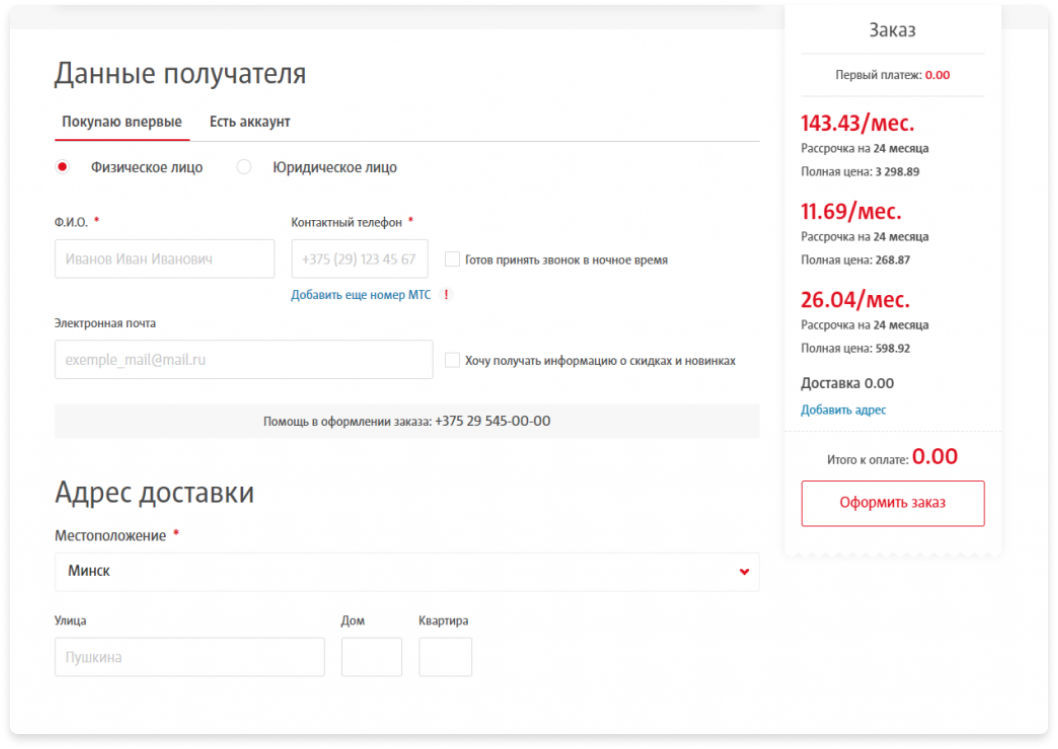 Данные получателя
Покупаю впервые Есть аккаунт
Физическое лицо Юридическое лицо
Ф.И.О. * Контактный телефон *
Иванов Иван Иванович +375 (29) 123 45 67 Готов принять звонок в ночное время
Добавить еще номер МТС !
Электронная почта
exemple_mail@mail.ru Хочу получать информацию о скидках и новинках
Помощь в оформлении заказа: +375 29 545-00-00
Адрес доставки
Местоположение *
Минск
Улица Дом Квартира
Пушкина
Заказ
Первый платеж: 0.00
143.43/мес.
Рассрочка на 24 месяца
Полная цена: 3 298.89
11.69/мес.
Рассрочка на 24 месяца
Полная цена: 268.87
26.04/мес.
Рассрочка на 24 месяца
Полная цена: 598.92
Доставка 0.00
Добавить адрес
Итого к оплате: 0.00
Оформить заказ